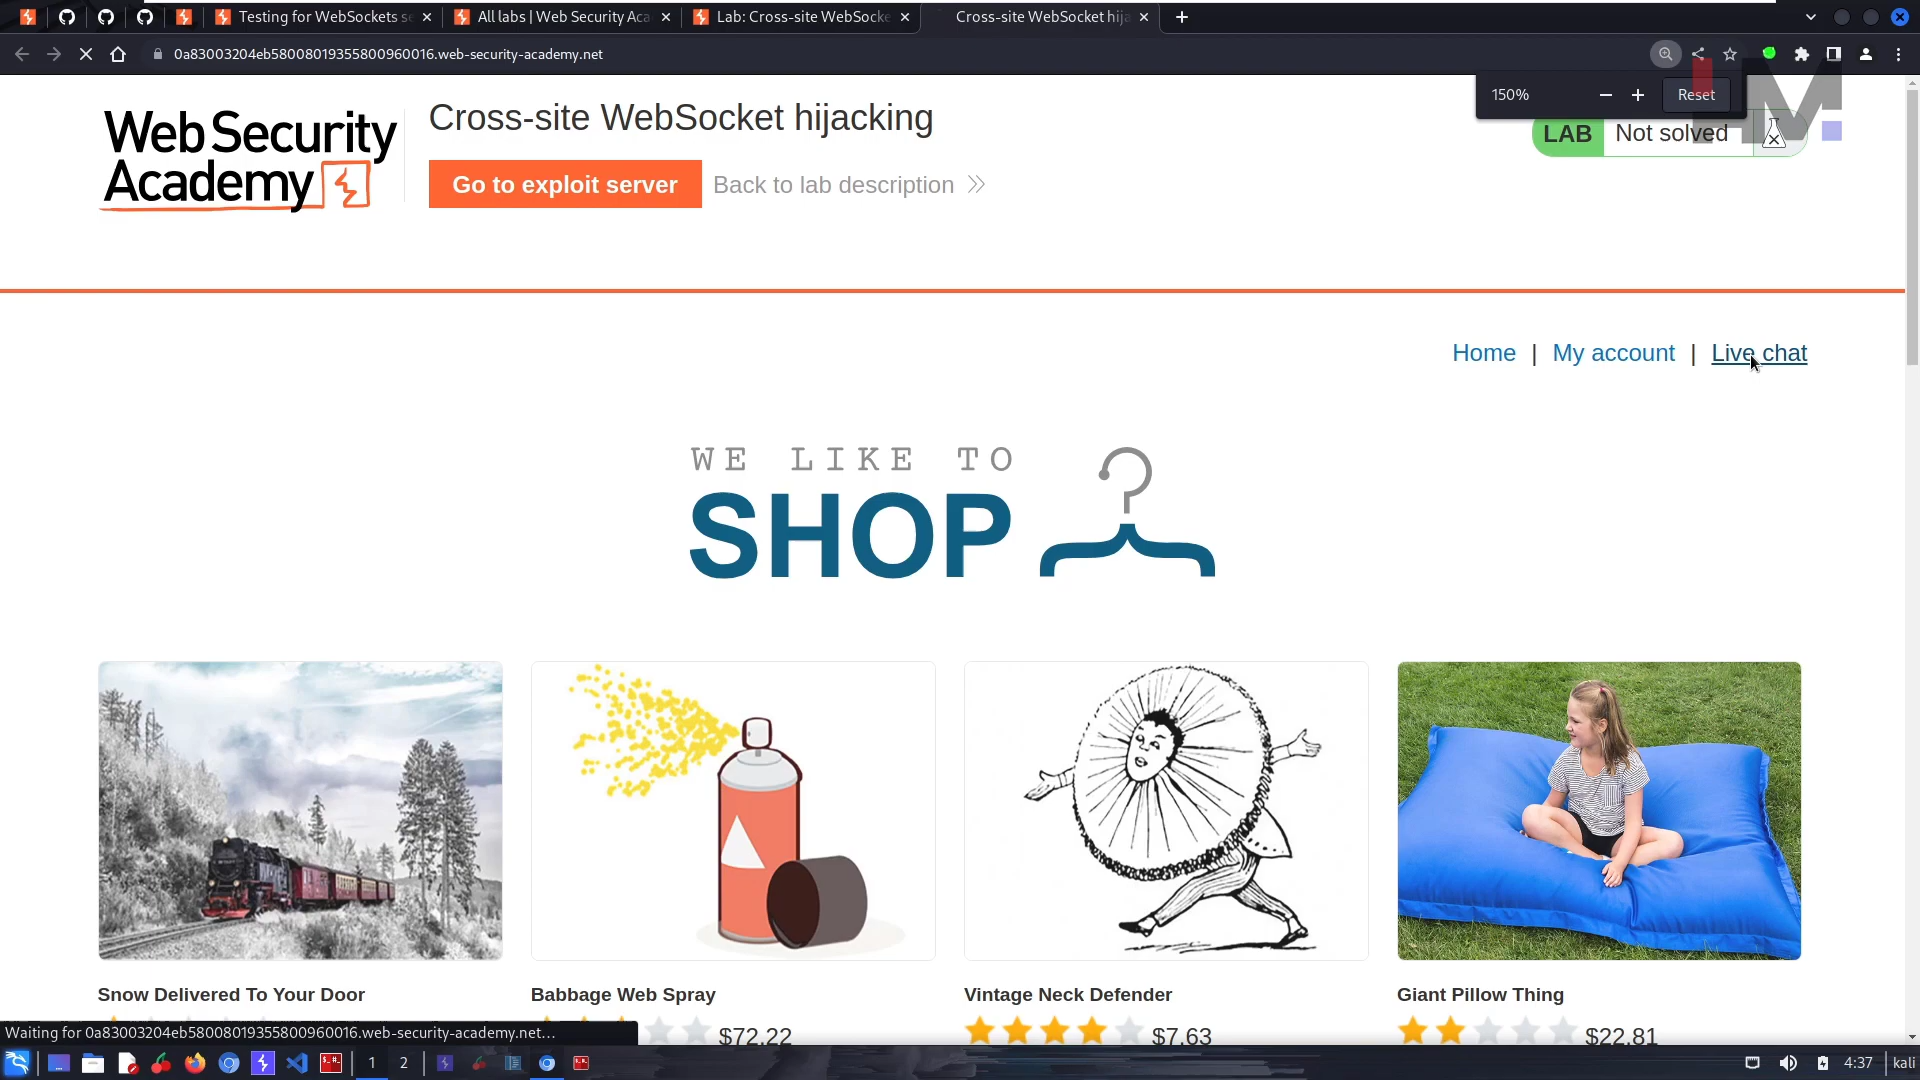 Testing for WebSockets s
All labs | Web Security Aca
Lab: Cross-site WebSocke
Cross-site WebSocket hija
0a83003204eb58008019355800960016.web-security-academy.net
150%
Reset
Web Security
Academy
Cross-site WebSocket hijacking
Go to exploit server
Back to lab description
LAB
Not solved
Home | My account | Live chat
WE LIKE TO
SHOP
Snow Delivered To Your Door
Babbage Web Spray
Vintage Neck Defender
Giant Pillow Thing
$72.22
$7.63
$22.81
Waiting for 0a83003204eb58008019355800960016.web-security-academy.net...
1
2
4:37
kali